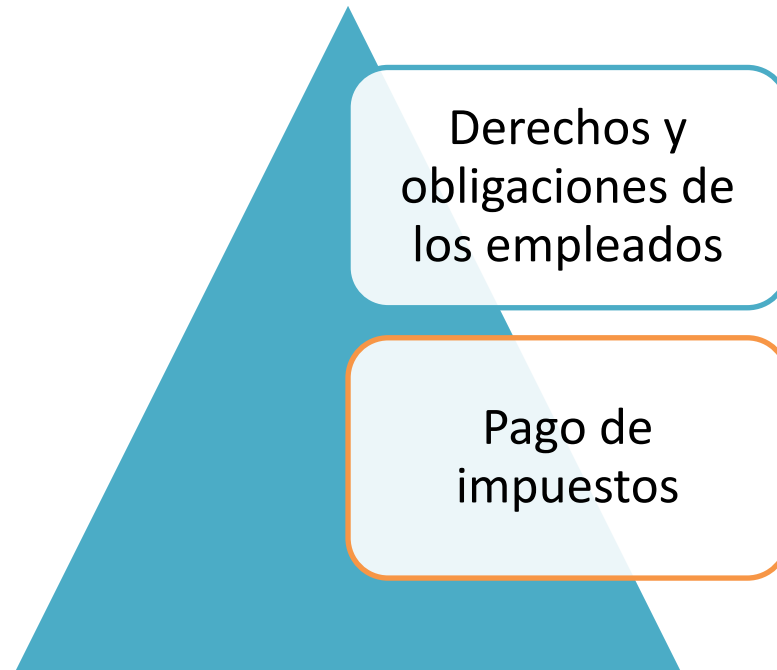 Derechos y
obligaciones de
los empleados
Pago de
impuestos